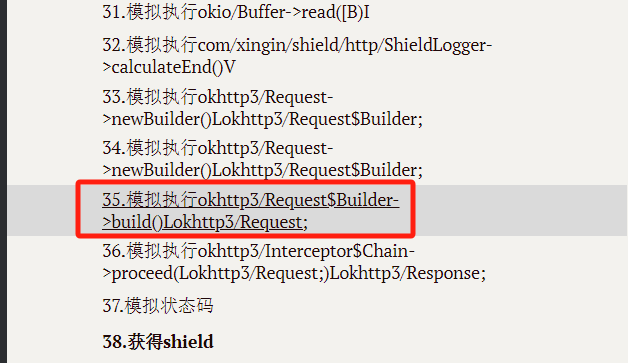 31.模拟执行okio/Buffer->read([B)I
32.模拟执行com/xingin/shield/http/ShieldLogger-
>calculateEnd()V
33.模拟执行okhttp3/Request-
>newBuilder()Lokhttp3/Request$Builder;
34.模拟执行okhttp3/Request-
>newBuilder()Lokhttp3/Request$Builder;
35.模拟执行okhttp3/Request$Builder-
>build()Lokhttp3/Request;
36.模拟执行okhttp3/Interceptor$Chain-
>proceed(Lokhttp3/Request;)Lokhttp3/Response;
37.模拟状态码
38.获得shield